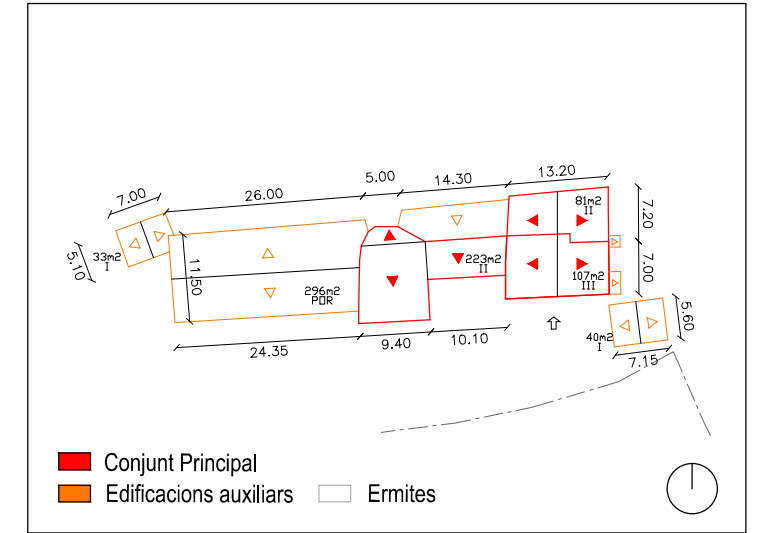 5.00
13.20
7.00
26.00
14.30
81m2
II
7.20
33m2
I
5.10
11.50
223m2
II
107m2
III
7.00
296m2
POR
5.60
40m2
I
7.15
24.35
9.40
10.10
Conjunt Principal
Edificacions auxiliars
Ermites